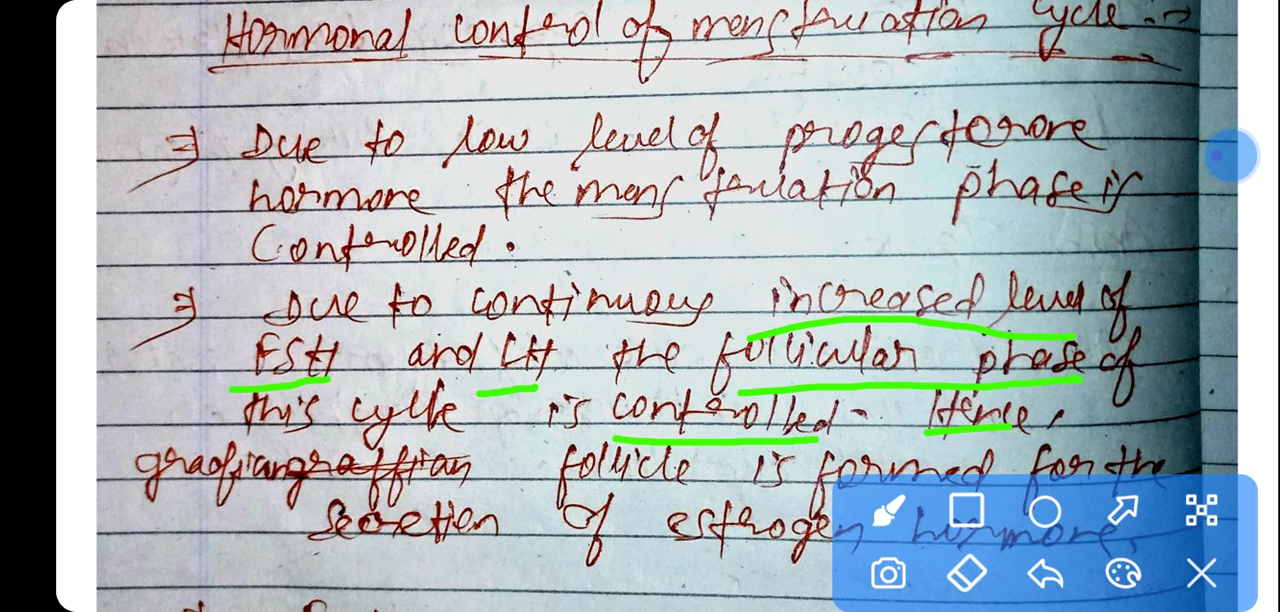 Hormonal control of menstruation cycle :->
⇒ Due to low level of progesterone
hormone the menstruation phase is
Controlled.
⇒ Due to continuous increased level of
FSH and LH the follicular phase of
this cycle is controlled - Hence,
graafian follicle is formed for the
secretion of estrogen hormone.